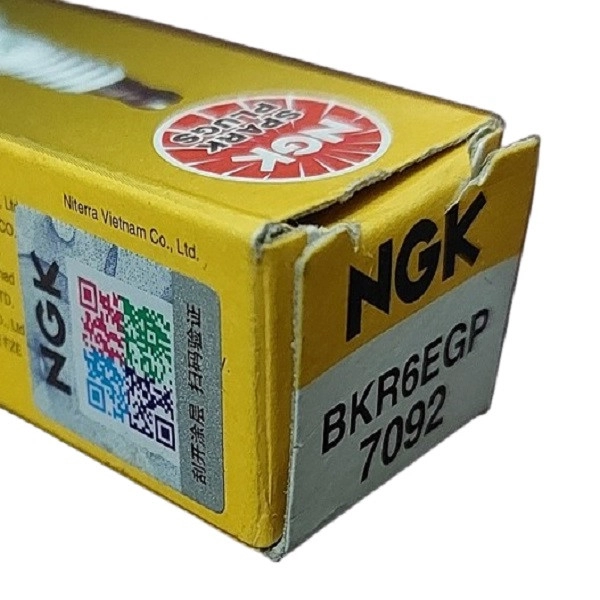 NGK
SPARK
PLUGS
Niterra Vietnam Co., Ltd.
NGK
刮开涂层 扫码验证
NGK
BKR6EGP
7092